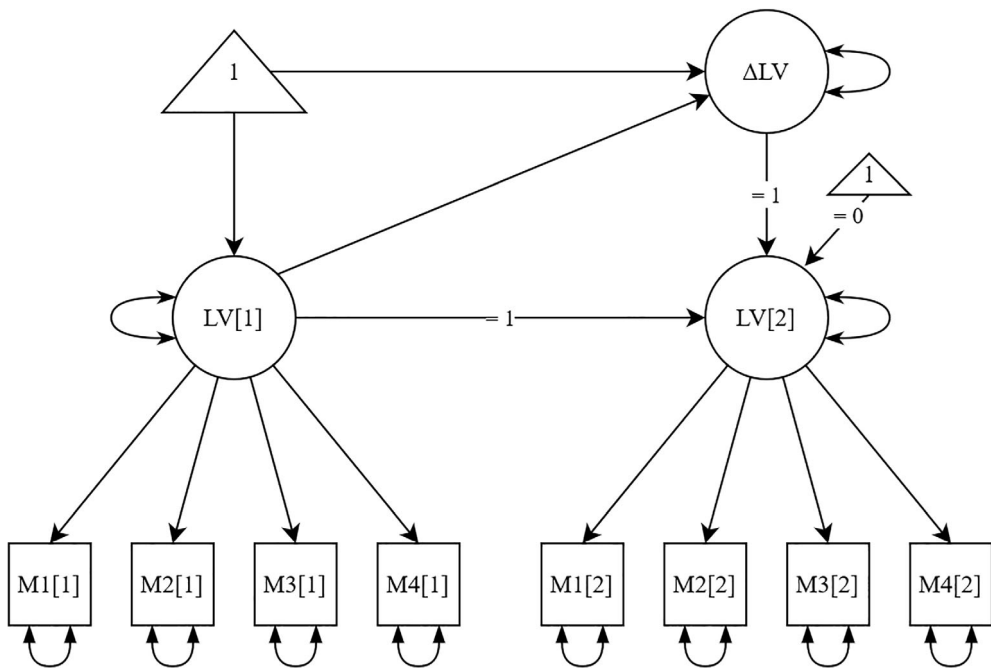 1
ΔLV
= 1
1
= 0
LV[1]
= 1
LV[2]
M1[1]
M2[1]
M3[1]
M4[1]
M1[2]
M2[2]
M3[2]
M4[2]